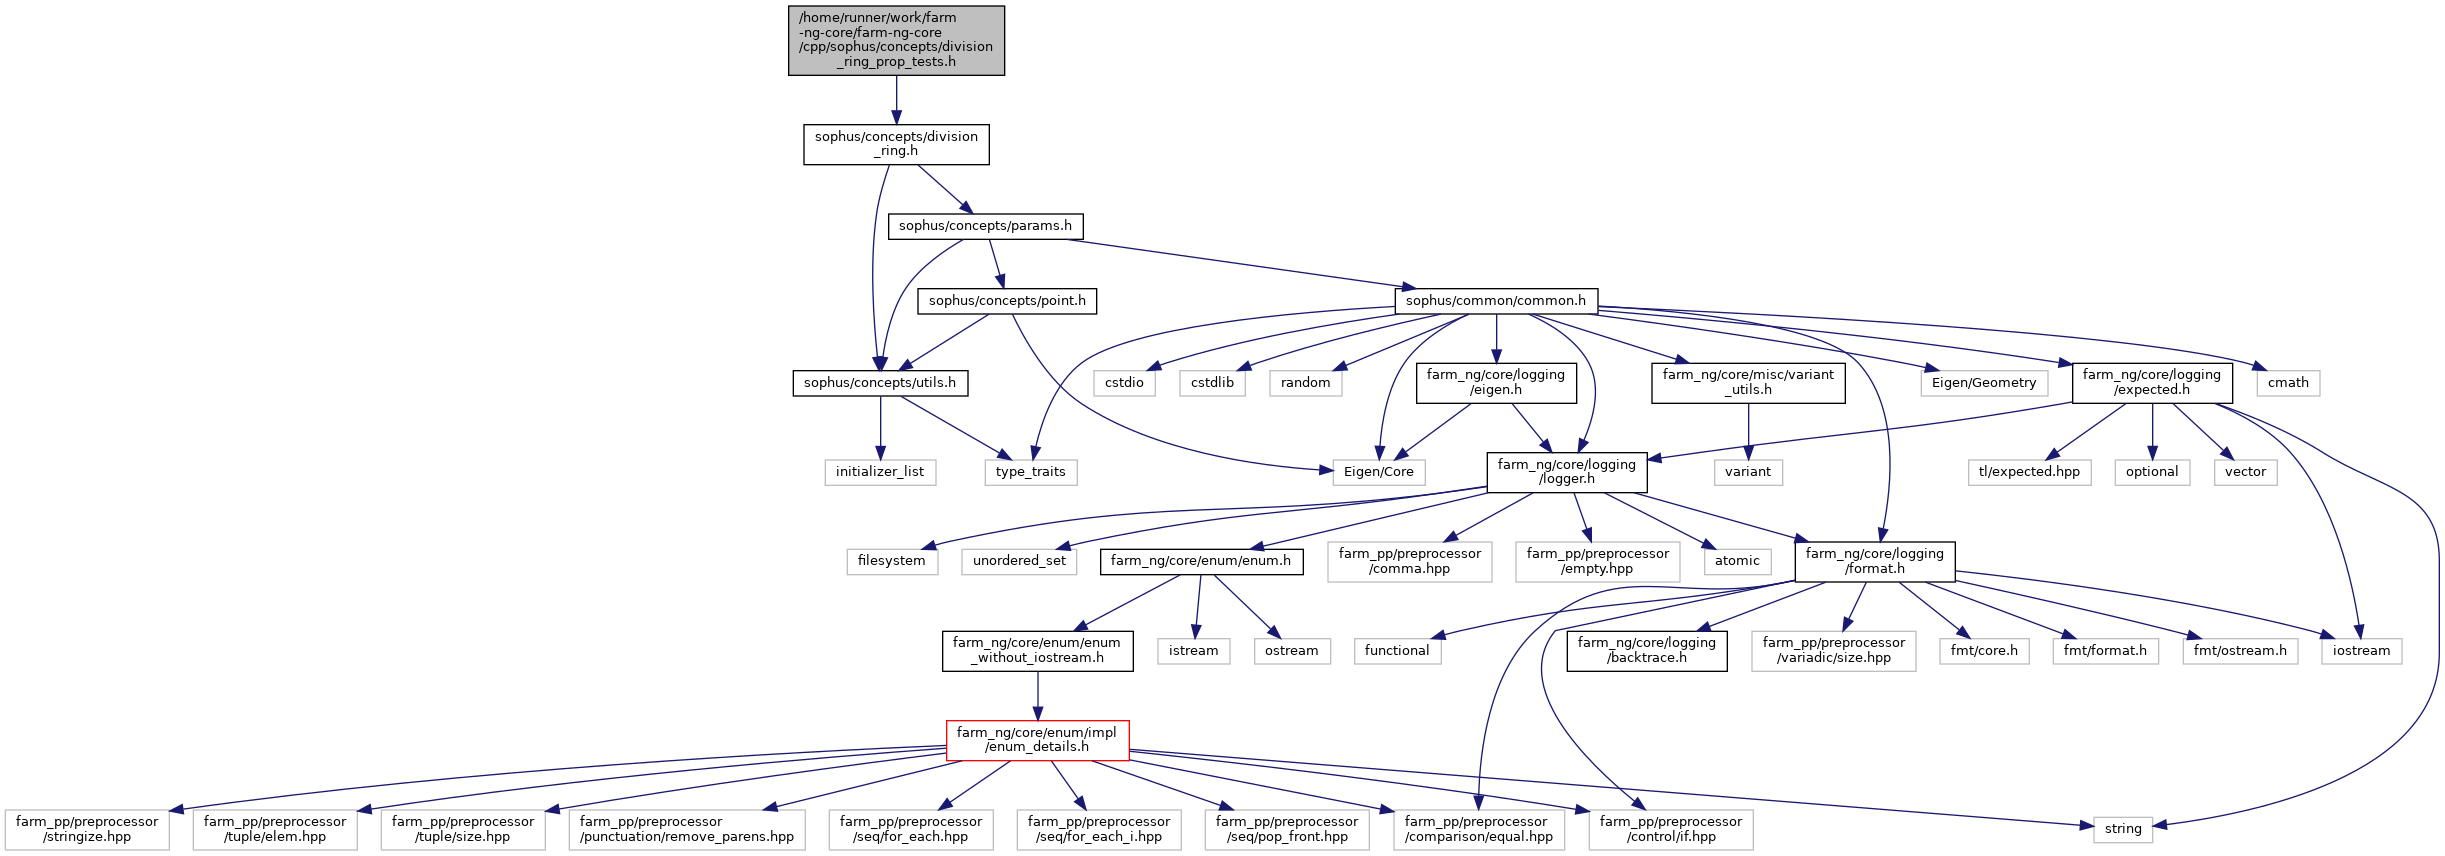 /home/runner/work/farm
-ng-core/farm-ng-core
/cpp/sophus/concepts/division
_ring_prop_tests.h
sophus/concepts/division
_ring.h
sophus/concepts/params.h
sophus/concepts/point.h
sophus/common/common.h
sophus/concepts/utils.h
cstdio
cstdlib
random
farm_ng/core/logging
/eigen.h
farm_ng/core/misc/variant
_utils.h
Eigen/Geometry
farm_ng/core/logging
/expected.h
cmath
initializer_list
type_traits
Eigen/Core
farm_ng/core/logging
/logger.h
variant
tl/expected.hpp
optional
vector
filesystem
unordered_set
farm_ng/core/enum/enum.h
farm_pp/preprocessor
/comma.hpp
farm_pp/preprocessor
/empty.hpp
atomic
farm_ng/core/logging
/format.h
farm_ng/core/enum/enum
_without_iostream.h
istream
ostream
functional
farm_ng/core/logging
/backtrace.h
farm_pp/preprocessor
/variadic/size.hpp
fmt/core.h
fmt/format.h
fmt/ostream.h
iostream
farm_ng/core/enum/impl
/enum_details.h
farm_pp/preprocessor
/stringize.hpp
farm_pp/preprocessor
/tuple/elem.hpp
farm_pp/preprocessor
/tuple/size.hpp
farm_pp/preprocessor
/punctuation/remove_parens.hpp
farm_pp/preprocessor
/seq/for_each.hpp
farm_pp/preprocessor
/seq/for_each_i.hpp
farm_pp/preprocessor
/seq/pop_front.hpp
farm_pp/preprocessor
/comparison/equal.hpp
farm_pp/preprocessor
/control/if.hpp
string